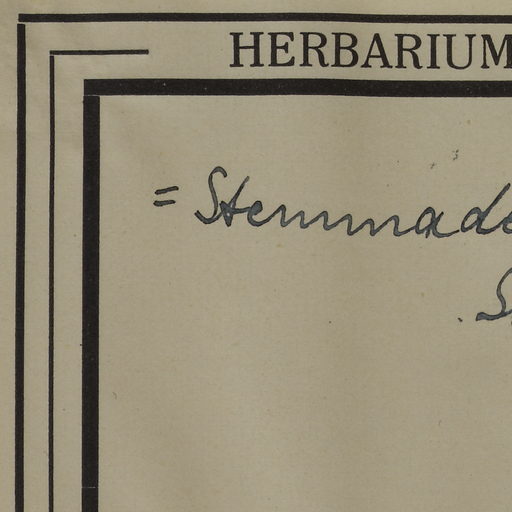 HERBARIUM
= Stemmade
S